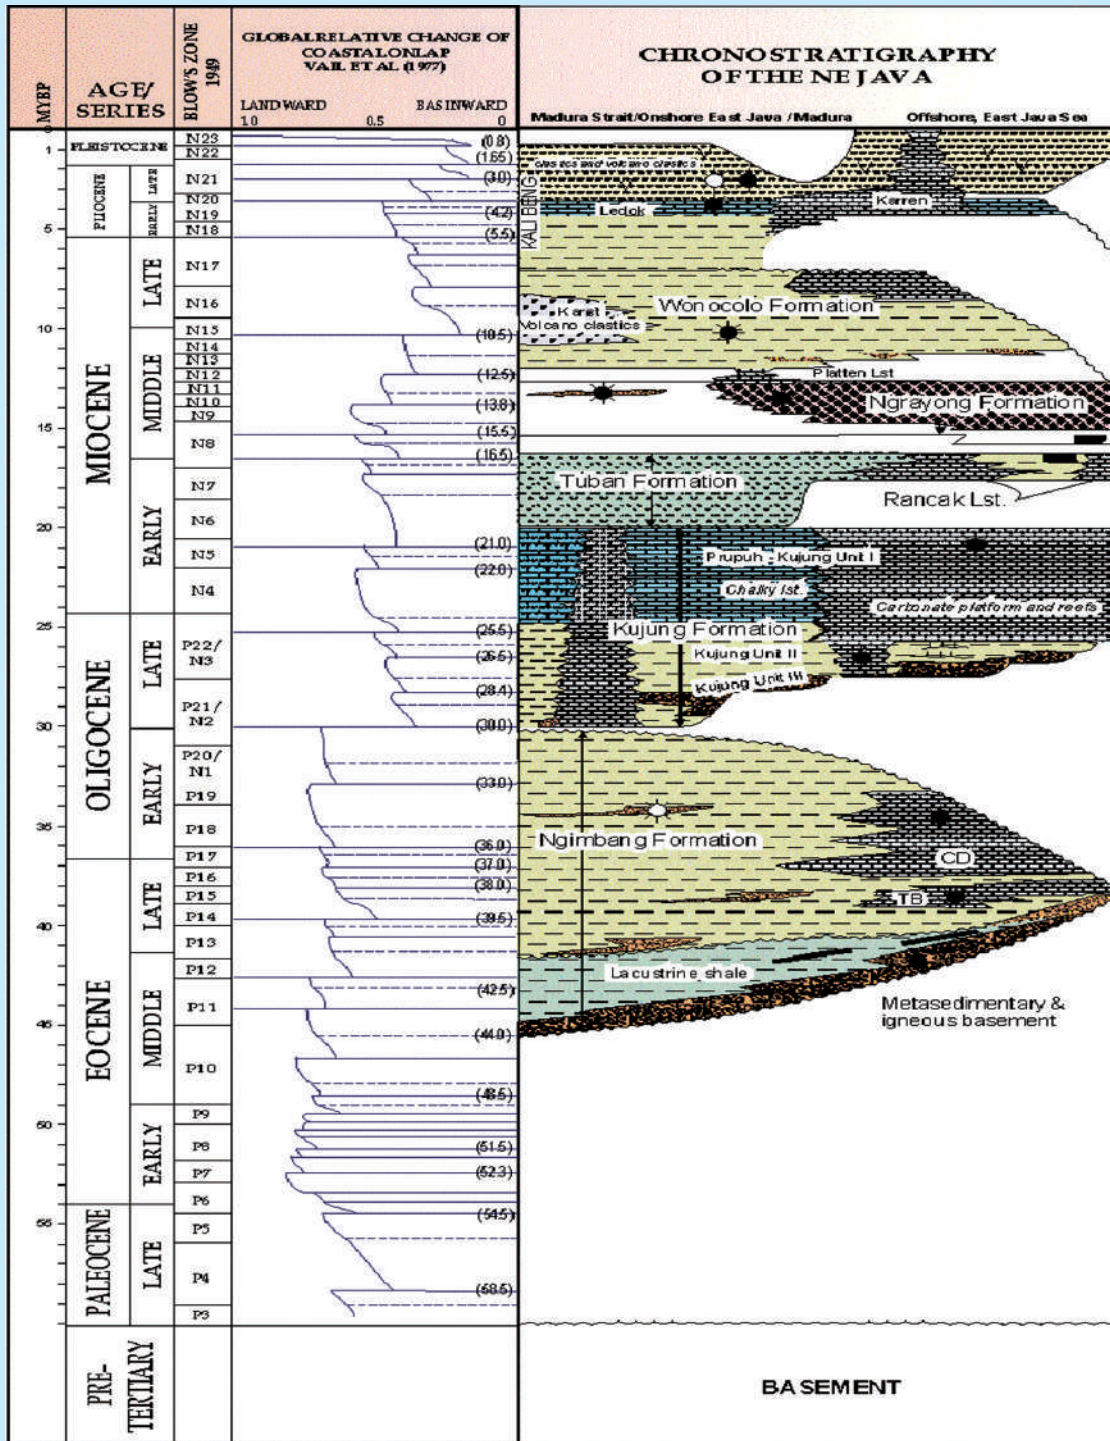 MYBP
AGE/
SERIES
BLOW'S ZONE
1949
GLOBAL RELATIVE CHANGE OF
COASTAL ONLAP
VAIL ET AL (1977)
LANDWARD
BASINWARD
1.0
0.5
0
CHRONOSTRATIGRAPHY
OF THE NE JAVA
Madura Strait/Onshore East Java /Madura
Offshore, East Java Sea
0
1
5
10
15
20
25
30
35
40
45
50
55
PLEISTOCENE
PLIOCENE
LATE
EARLY
MIOCENE
LATE
MIDDLE
EARLY
OLIGOCENE
LATE
EARLY
EOCENE
LATE
MIDDLE
EARLY
PALEOCENE
LATE
PRE-
TERTIARY
N23
N22
N21
N20
N19
N18
N17
N16
N15
N14
N13
N12
N11
N10
N9
N8
N7
N6
N5
N4
P22/
N3
P21/
N2
P20/
N1
P19
P18
P17
P16
P15
P14
P13
P12
P11
P10
P9
P8
P7
P6
P5
P4
P3
(0.8)
(1.65)
(3.0)
(4.2)
(5.5)
(10.5)
(12.5)
(13.8)
(15.5)
(16.5)
(21.0)
(22.0)
(25.5)
(26.5)
(28.4)
(30.0)
(33.0)
(36.0)
(37.0)
(38.0)
(39.5)
(42.5)
(44.0)
(48.5)
(51.5)
(52.3)
(54.5)
(58.5)
clastics and volcano clastics
KALI BENG
Ledok
Karren
Wonocolo Formation
Karst
Volcano clastics
Platten Lst
Ngrayong Formation
Tuban Formation
Rancak Lst.
Prupuh - Kujung Unit I
Chalky lst.
Carbonate platform and reefs
Kujung Formation
Kujung Unit II
Kujung Unit III
Ngimbang Formation
CD
TB
Lacustrine shale
Metasedimentary &
igneous basement
BASEMENT